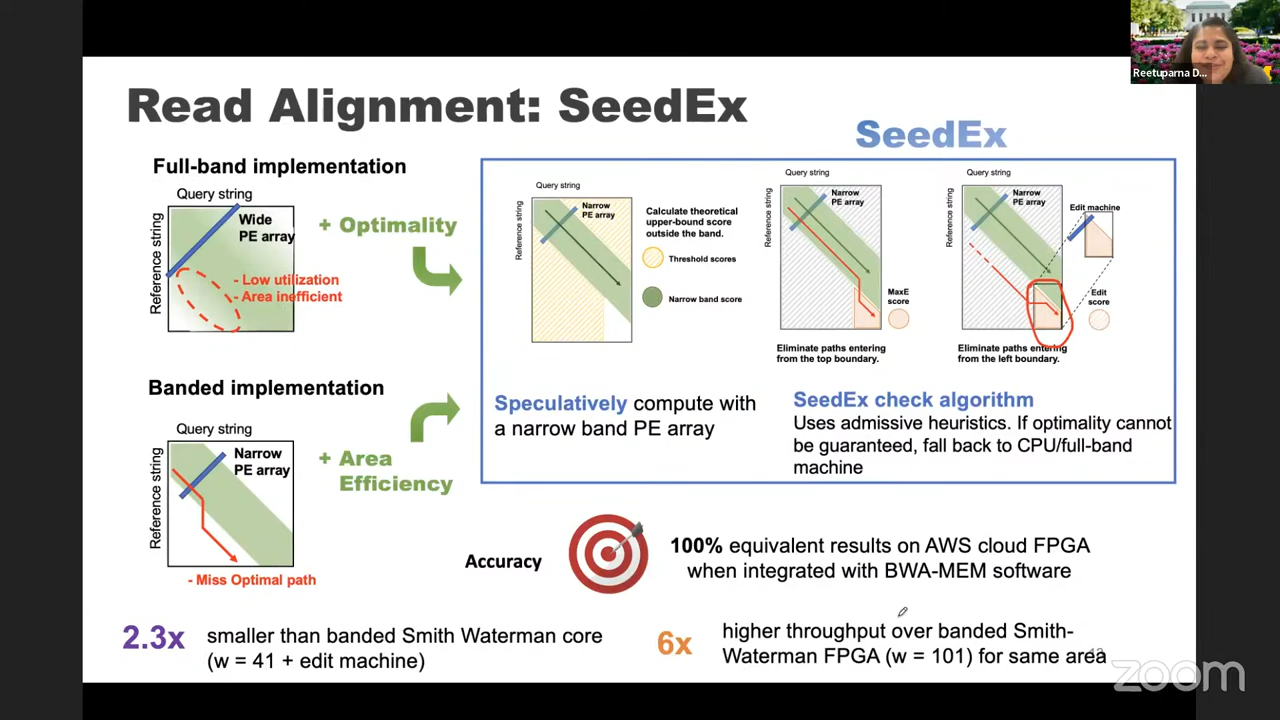 Reetuparna D...
Read Alignment: SeedEx
SeedEx
Full-band implementation
Query string
Reference string
Wide
PE array
- Low utilization
- Area inefficient
+ Optimality
Banded implementation
Query string
Reference string
Narrow
PE array
- Miss Optimal path
+ Area
Efficiency
Query string
Reference string
Narrow
PE array
Calculate theoretical
upper-bound score
outside the band.
Threshold scores
Narrow band score
Query string
Reference string
Narrow
PE array
MaxE
score
Eliminate paths entering
from the top boundary.
Query string
Reference string
Narrow
PE array
Edit machine
Edit
score
Eliminate paths entering
from the left boundary.
Speculatively compute with
a narrow band PE array
SeedEx check algorithm
Uses admissive heuristics. If optimality cannot
be guaranteed, fall back to CPU/full-band
machine
Accuracy
100% equivalent results on AWS cloud FPGA
when integrated with BWA-MEM software
2.3x
smaller than banded Smith Waterman core
(w = 41 + edit machine)
6x
higher throughput over banded Smith-
Waterman FPGA (w = 101) for same area
zoom